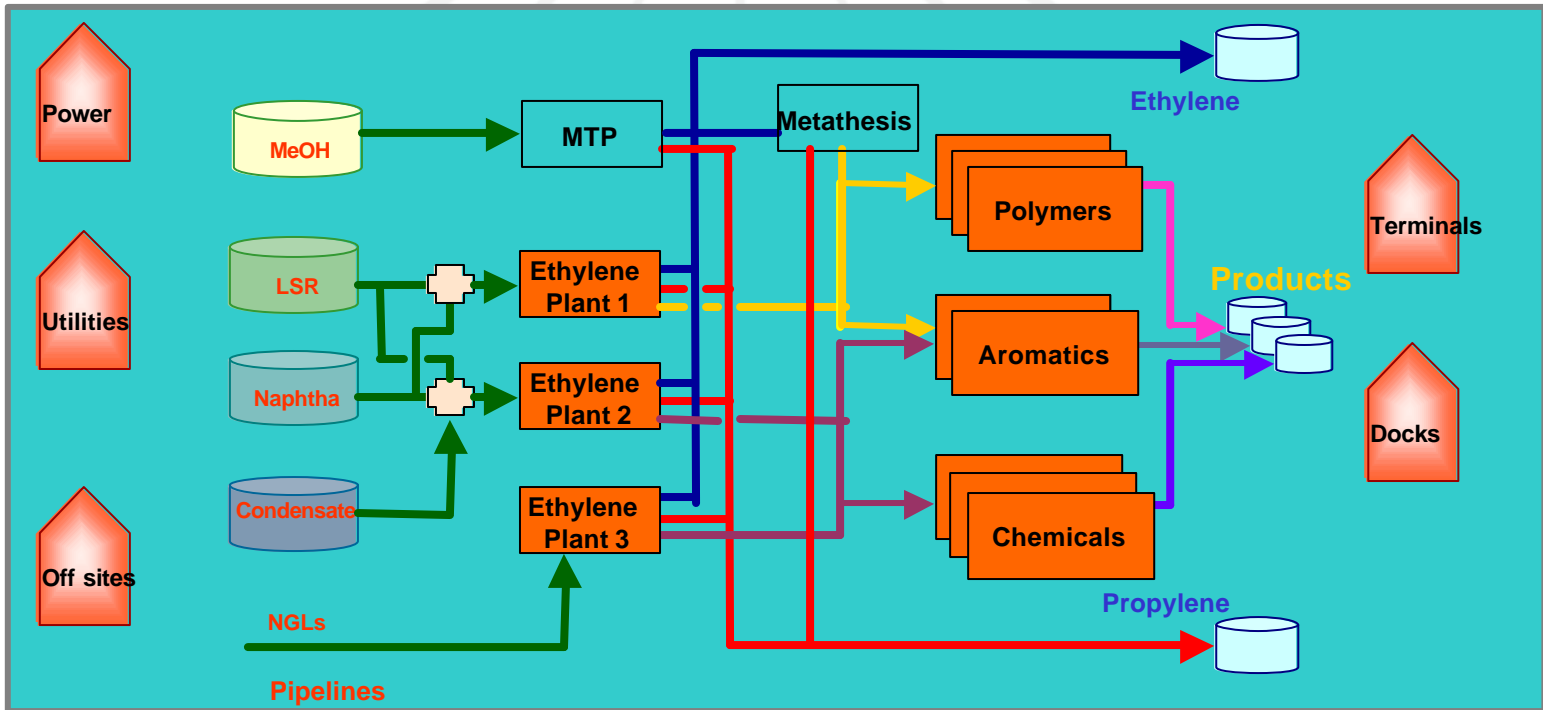 Power
Ethylene
MeOH
MTP
Metathesis
Polymers
Terminals
Utilities
LSR
Ethylene
Plant 1
Products
Naphtha
Ethylene
Plant 2
Aromatics
Docks
Condensate
Ethylene
Plant 3
Chemicals
Off sites
Propylene
NGLs
Pipelines